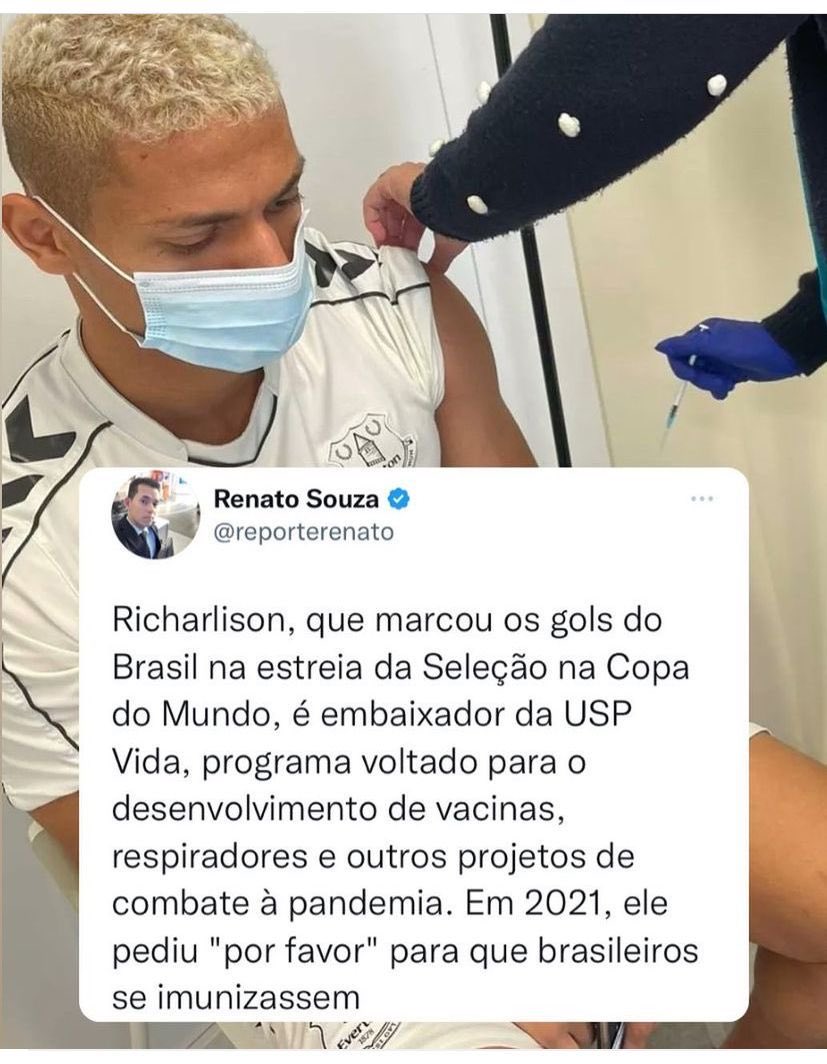 Renato Souza
@reporterenato
Richarlison, que marcou os gols do
Brasil na estreia da Seleção na Copa
do Mundo, é embaixador da USP
Vida, programa voltado para o
desenvolvimento de vacinas,
respiradores e outros projetos de
combate à pandemia. Em 2021, ele
pediu "por favor" para que brasileiros
se imunizassem
Evert
1878